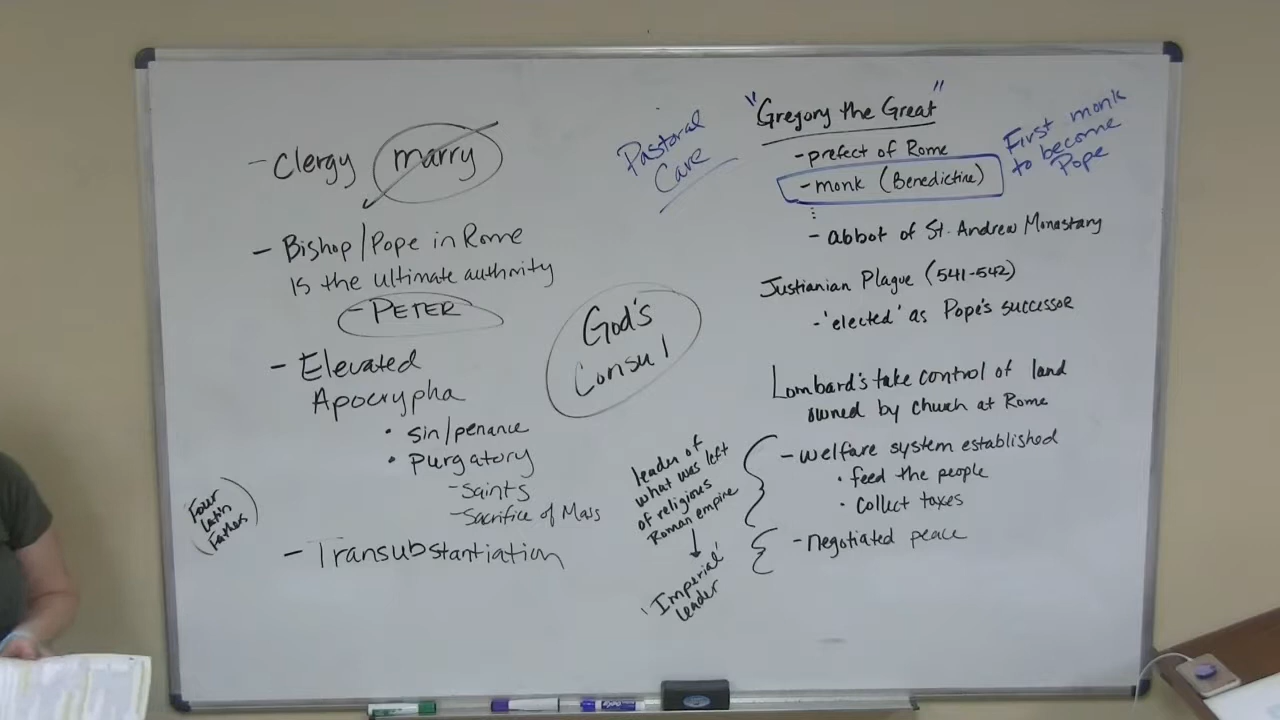 - Clergy marry
- Bishop/Pope in Rome
is the ultimate authority
- PETER
- Elevated
Apocrypha
• sin/penance
• purgatory
- Saints
- Sacrifice of Mass
- Transubstantiation
Four
Latin
Fathers
God's
Consul
Pastoral
Care
"Gregory the Great"
- prefect of Rome
- monk (Benedictine)
- abbot of St. Andrew Monastary
First monk
to become
Pope
Justianian Plague (541-542)
- 'elected' as Pope's successor
Lombard's take control of land
owned by church at Rome
- welfare system established
• feed the people
• collect taxes
- negotiated peace
leader of
what was left
of religious
Roman empire
'Imperial'
leader